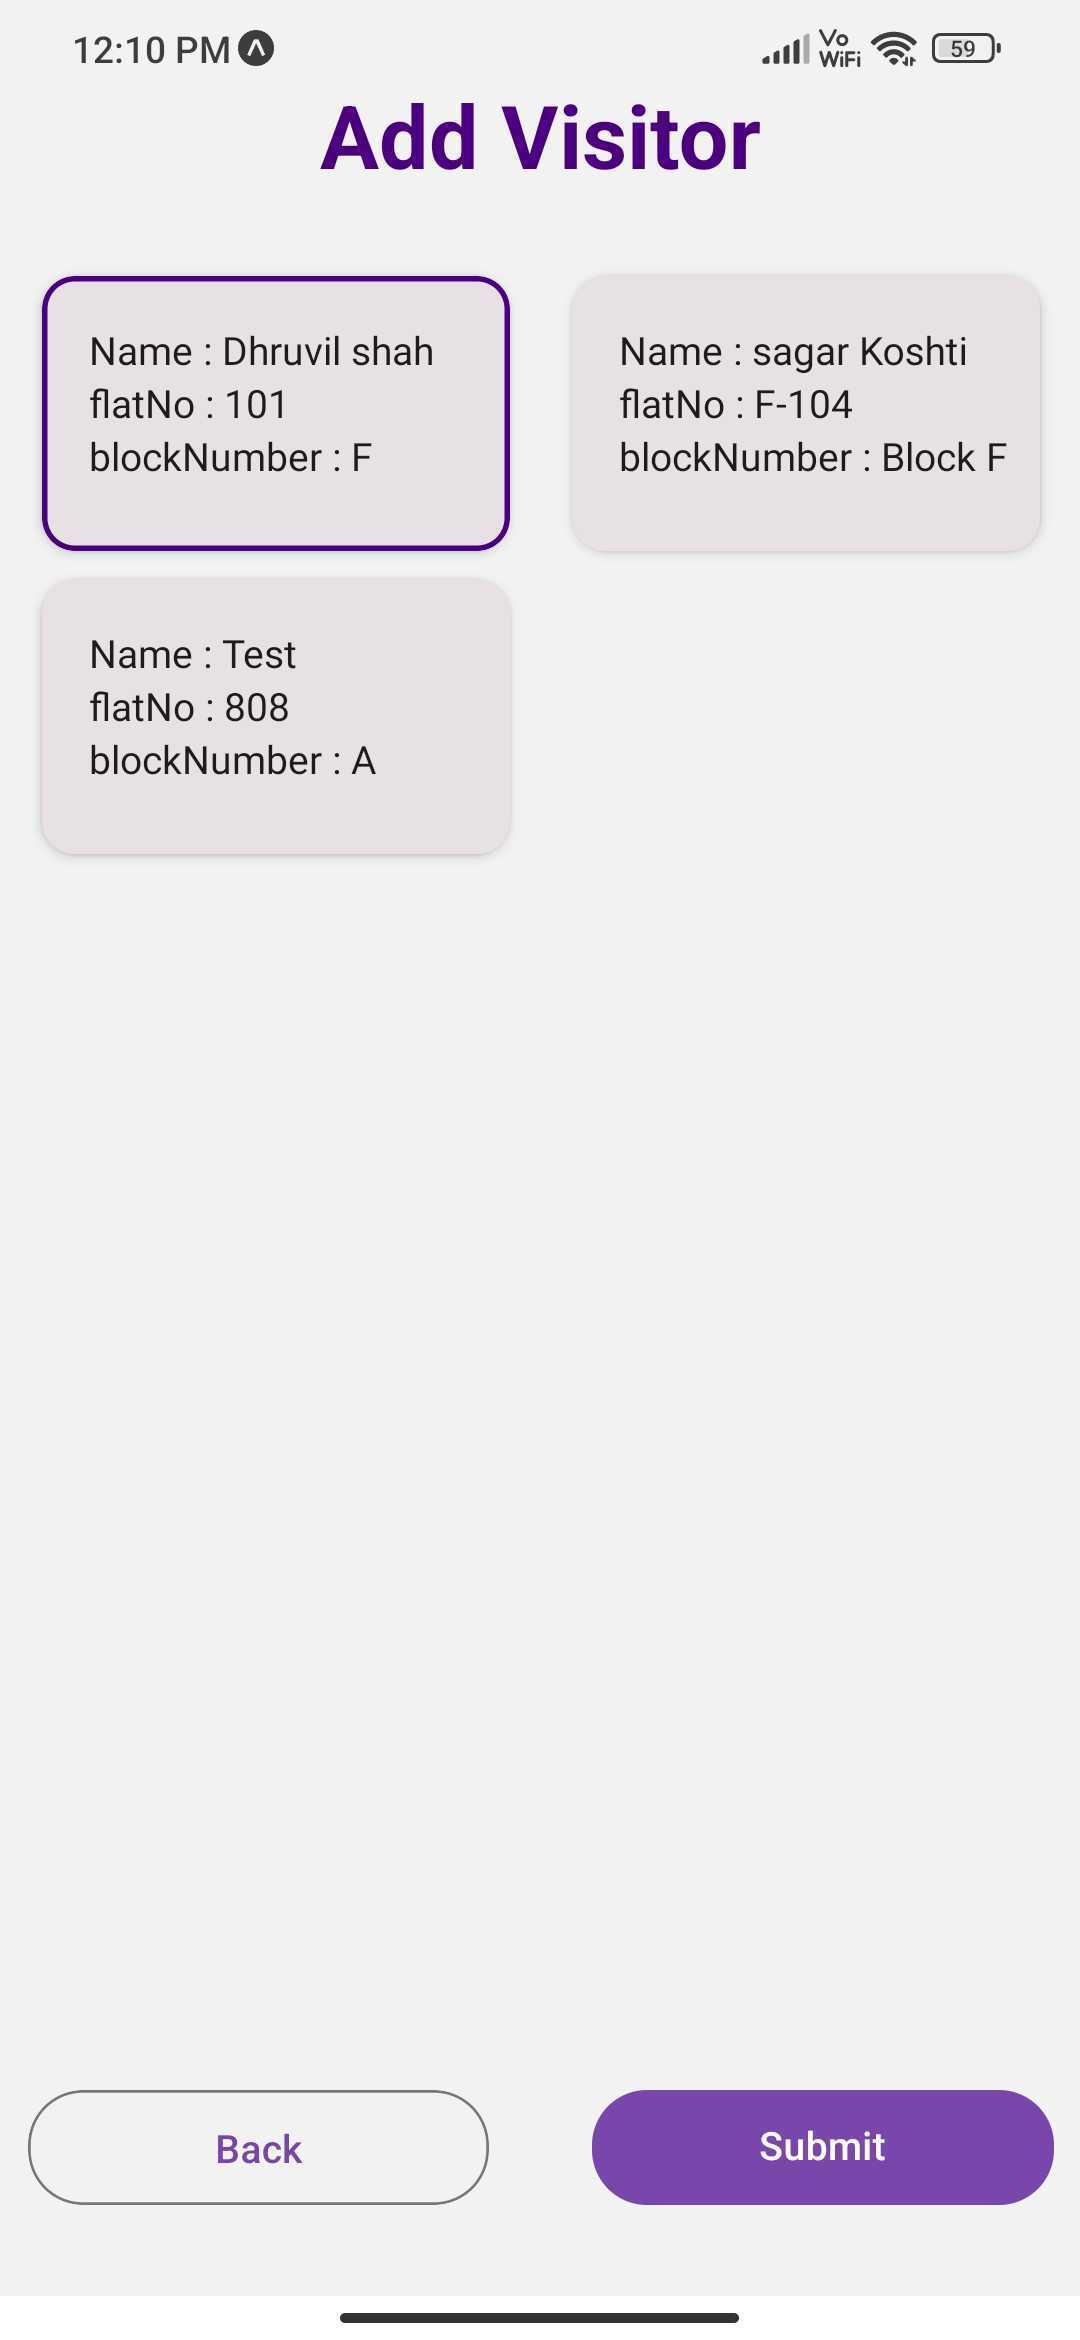 12:10 PM
Vo
WiFi
59
Add Visitor
Name : Dhruvil shah
flatNo : 101
blockNumber : F
Name : sagar Koshti
flatNo : F-104
blockNumber : Block F
Name : Test
flatNo : 808
blockNumber : A
Back
Submit